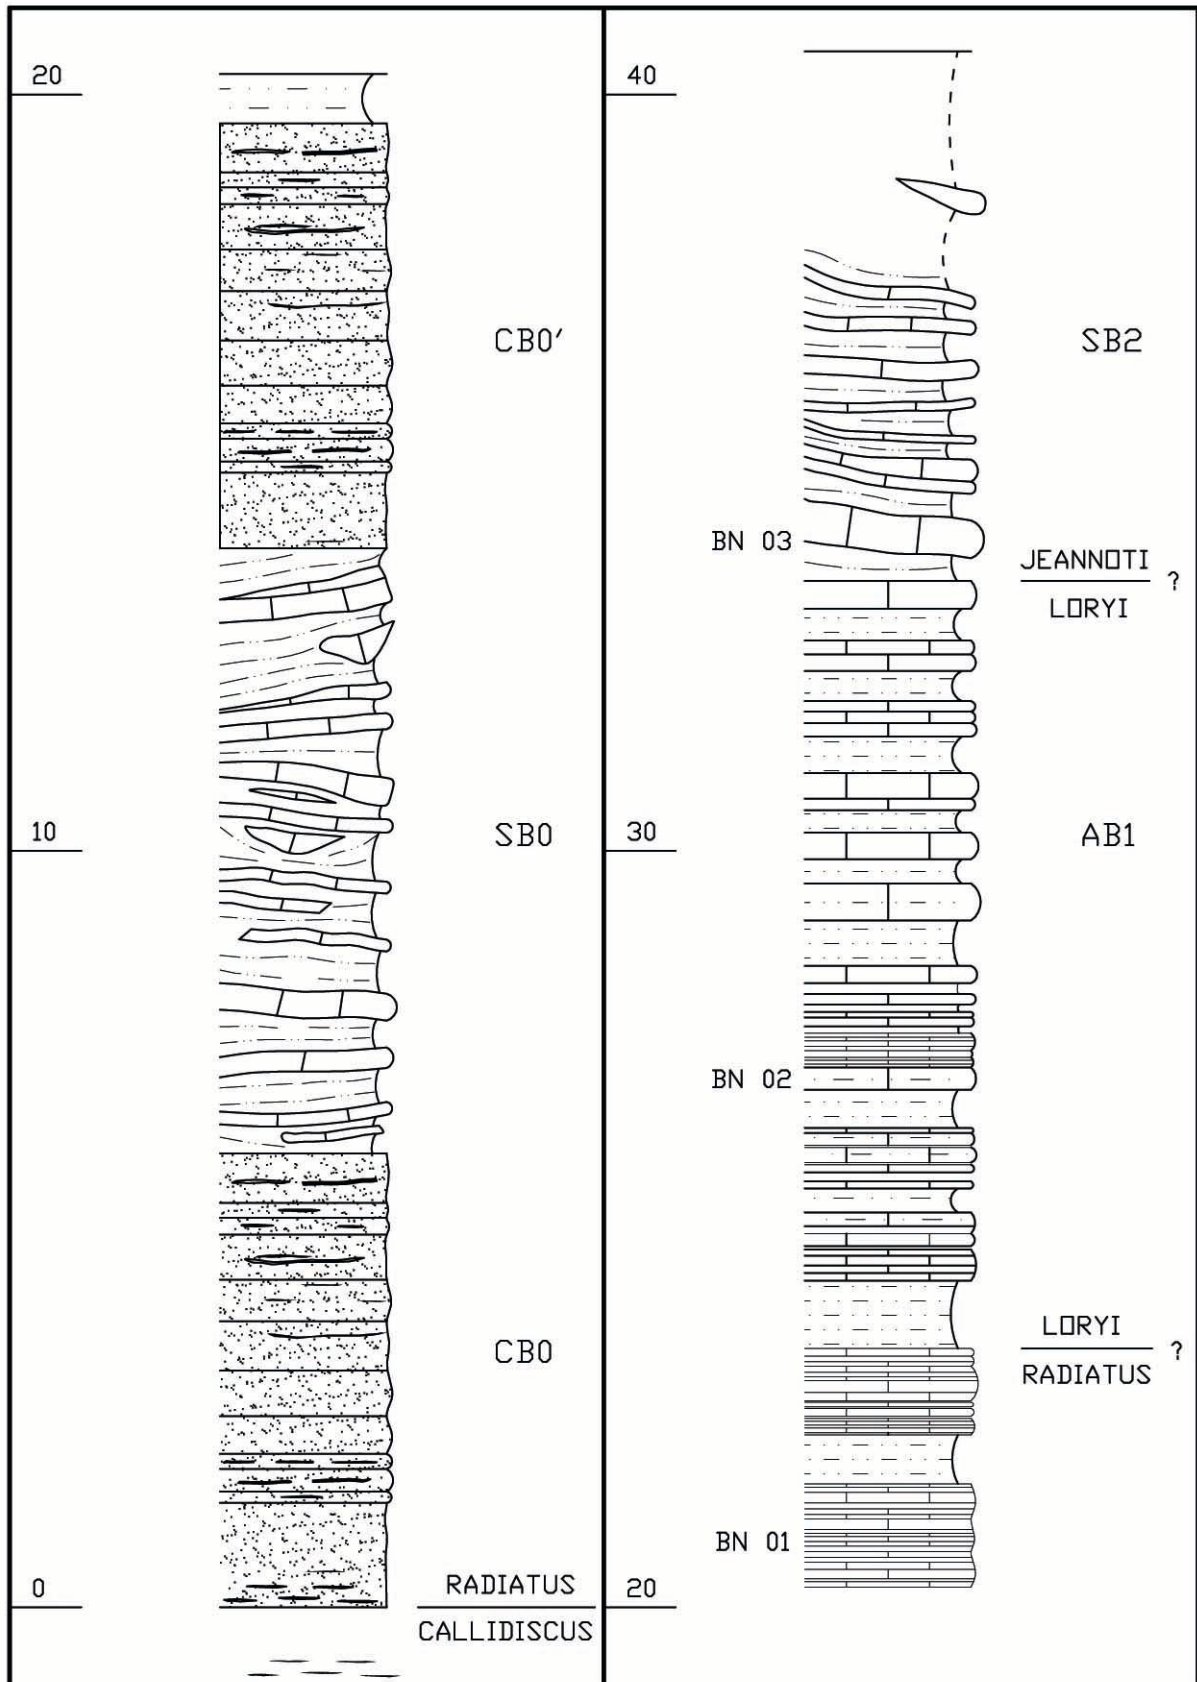 20
CB0'
10
SB0
CB0
0
RADIATUS
CALLIDISCUS
40
SB2
BN 03
JEANNOTI
?
LORYI
30
AB1
BN 02
LORYI
?
RADIATUS
BN 01
20